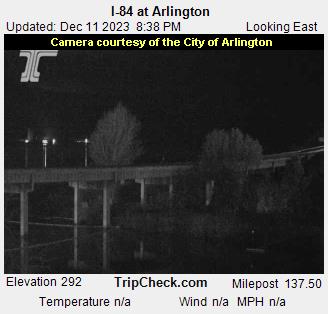 I-84 at Arlington
Updated: Dec 11 2023 8:38 PM Looking East
Camera courtesy of the City of Arlington
Elevation 292 TripCheck.com Milepost 137.50
Temperature n/a Wind n/a MPH n/a